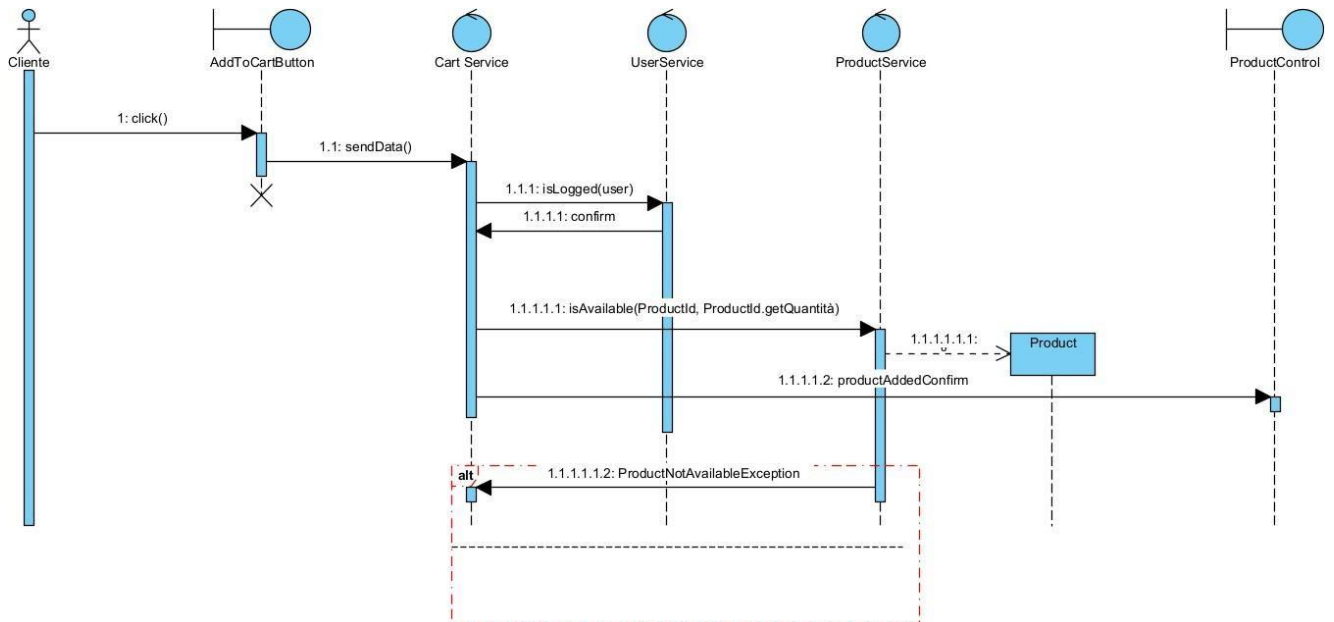 Cliente
AddToCartButton
Cart Service
UserService
ProductService
ProductControl
1: click()
1.1: sendData()
1.1.1: isLogged(user)
1.1.1.1: confirm
1.1.1.1.1: isAvailable(ProductId, ProductId.getQuantità)
1.1.1.1.1.1:
Product
1.1.1.1.2: productAddedConfirm
alt
1.1.1.1.1.2: ProductNotAvailableException